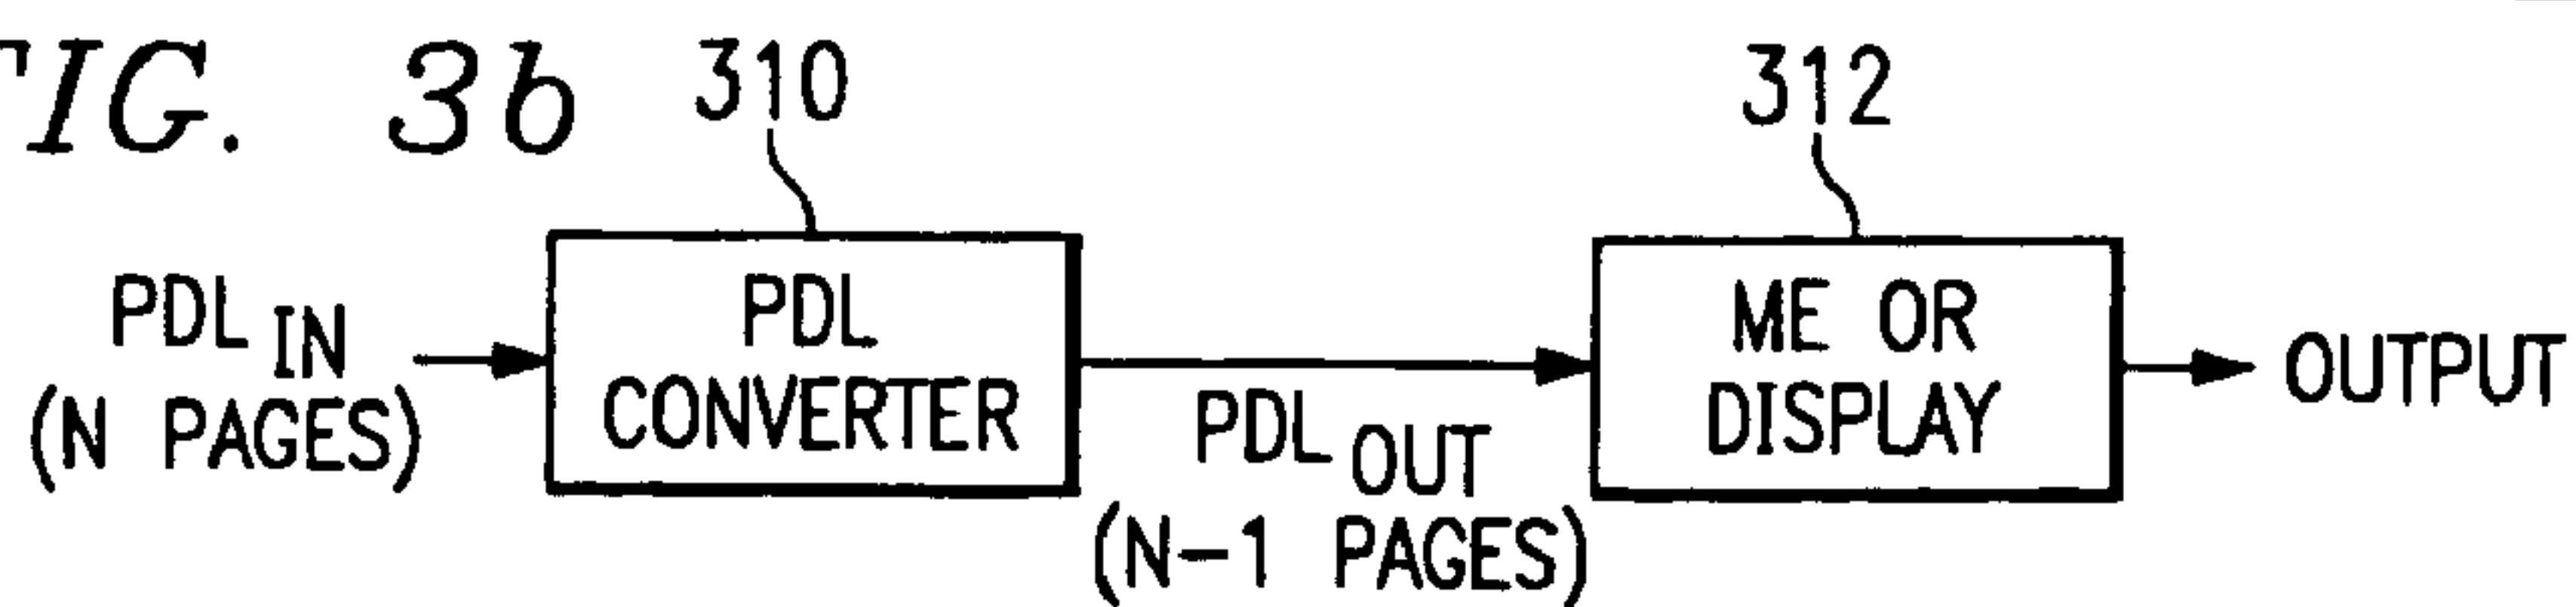 FIG. 3b
310
312
PDL IN
(N PAGES)
PDL
CONVERTER
PDL OUT
(N-1 PAGES)
ME OR
DISPLAY
OUTPUT